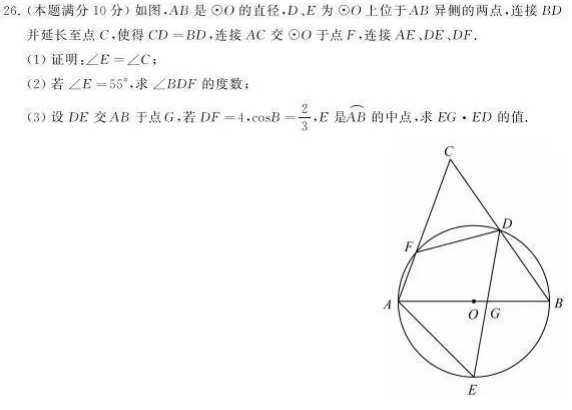 26.(本题满分10分)如图,AB是⊙O的直径,D、E为⊙O上位于AB异侧的两点,连接BD
并延长至点C,使得CD=BD,连接AC交⊙O于点F,连接AE、DE、DF.
(1)证明:∠E=∠C;
(2)若∠E=55°,求∠BDF的度数;
(3)设DE交AB于点G,若DF=4,cosB=2/3,E是⌒AB的中点,求EG·ED的值.
C
D
F
A
O
G
B
E